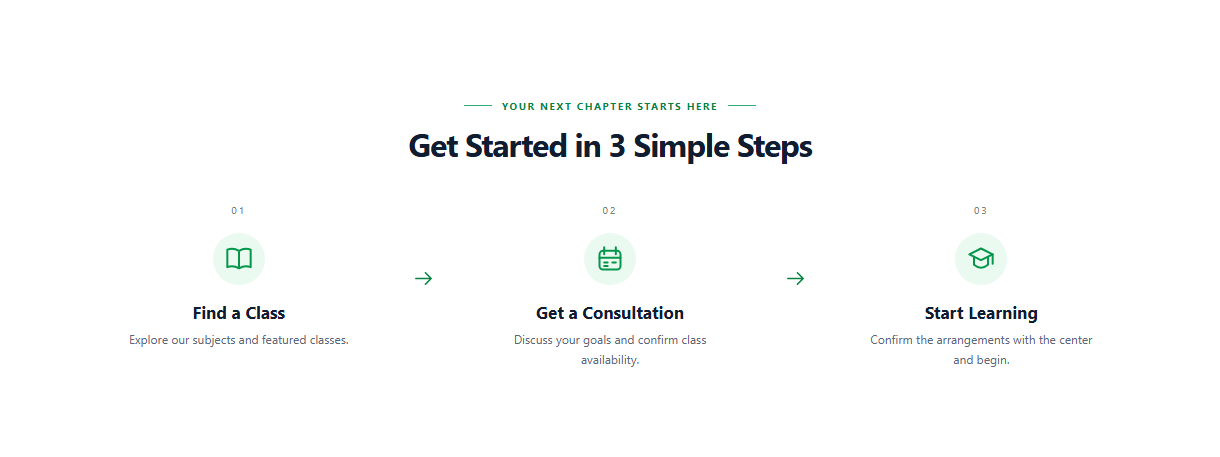 YOUR NEXT CHAPTER STARTS HERE
Get Started in 3 Simple Steps
01
Find a Class
Explore our subjects and featured classes.
02
Get a Consultation
Discuss your goals and confirm class
availability.
03
Start Learning
Confirm the arrangements with the center
and begin.